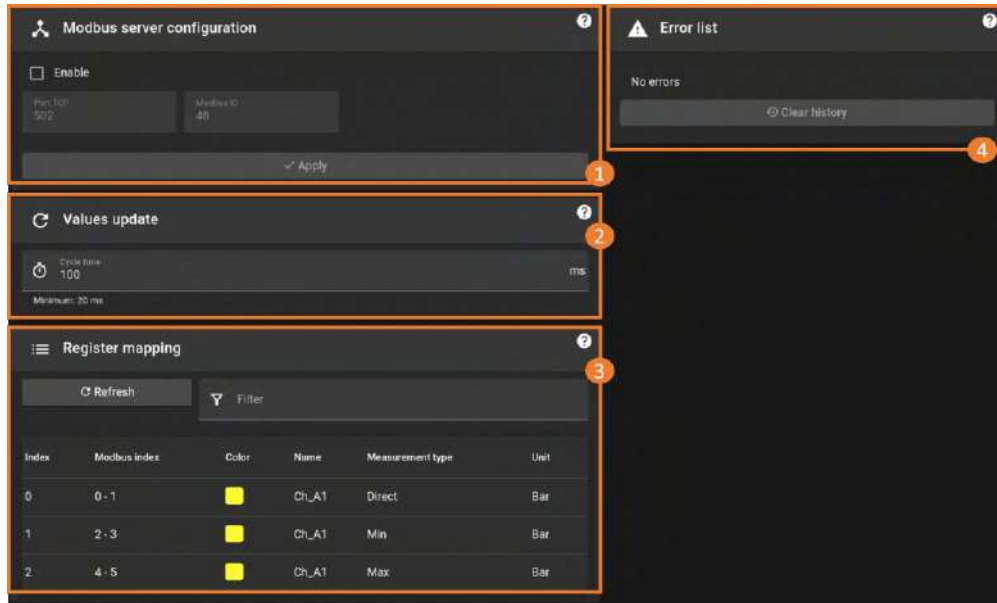 Modbus server configuration
?
Enable
Port TCP
502
Modbus ID
48
Apply
1
Values update
?
2
Cycle time
100
ms
Minimum: 20 ms
Register mapping
?
3
Refresh
Filter
Index Modbus index Color Name Measurement type Unit
0 0 - 1 Ch_A1 Direct Bar
1 2 - 3 Ch_A1 Min Bar
2 4 - 5 Ch_A1 Max Bar
Error list
?
No errors
Clear history
4